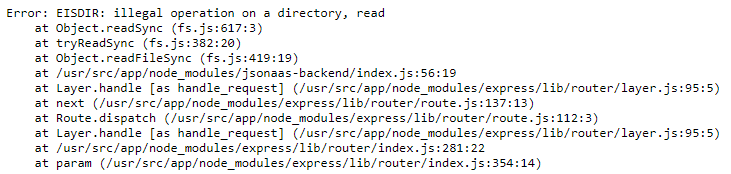 Error: EISDIR: illegal operation on a directory, read
    at Object.readSync (fs.js:617:3)
    at tryReadSync (fs.js:382:20)
    at Object.readFileSync (fs.js:419:19)
    at /usr/src/app/node_modules/jsonaas-backend/index.js:56:19
    at Layer.handle [as handle_request] (/usr/src/app/node_modules/express/lib/router/layer.js:95:5)
    at next (/usr/src/app/node_modules/express/lib/router/route.js:137:13)
    at Route.dispatch (/usr/src/app/node_modules/express/lib/router/route.js:112:3)
    at Layer.handle [as handle_request] (/usr/src/app/node_modules/express/lib/router/layer.js:95:5)
    at /usr/src/app/node_modules/express/lib/router/index.js:281:22
    at param (/usr/src/app/node_modules/express/lib/router/index.js:354:14)